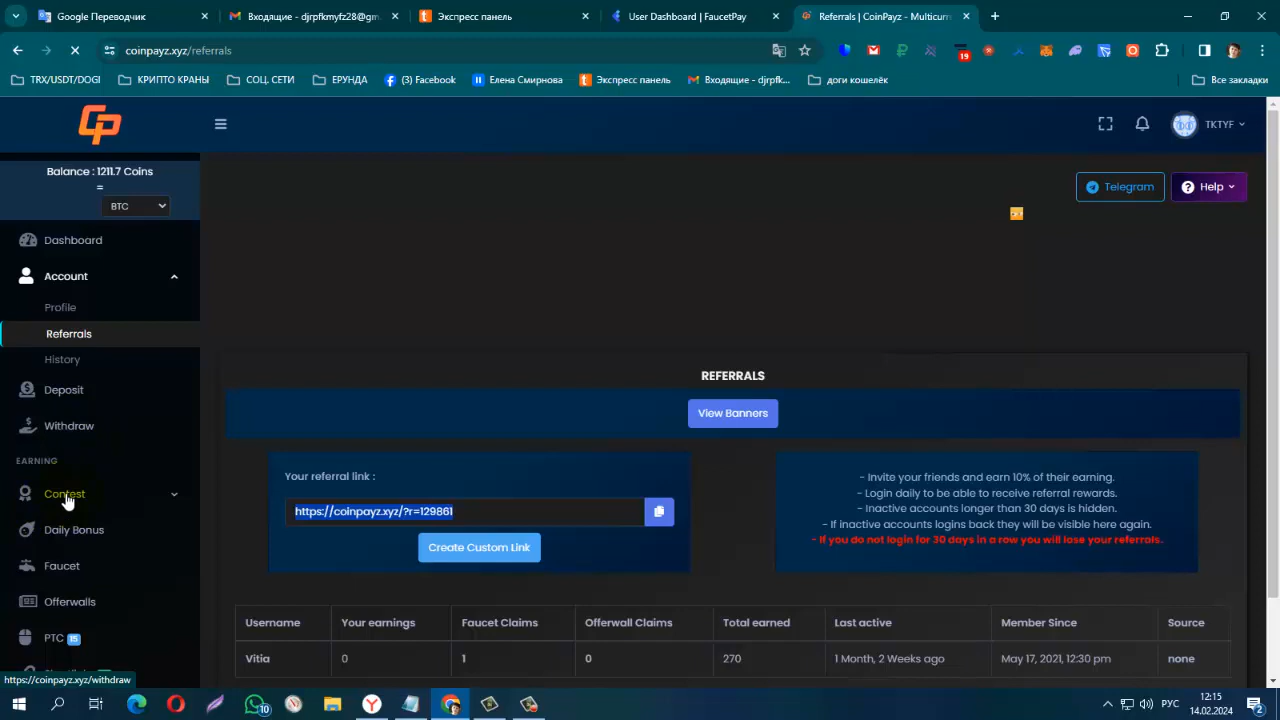 Google Переводчик
Входящие - djrpfkmyfz28@gm
Экспресс панель
User Dashboard | FaucetPay
Referrals | CoinPayz - Multicurr
coinpayz.xyz/referrals
19
TRX/USDT/DOGI
КРИПТО КРАНЫ
СОЦ. СЕТИ
ЕРУНДА
(3) Facebook
Елена Смирнова
Экспресс панель
Входящие - djrpfk...
доги кошелёк
Все закладки
TKTYF
Balance : 1211.7 Coins
=
BTC
Telegram
Help
Dashboard
Account
Profile
Referrals
History
Deposit
Withdraw
EARNING
Contest
Daily Bonus
Faucet
Offerwalls
PTC 15
REFERRALS
View Banners
Your referral link :
https://coinpayz.xyz/?r=129861
Create Custom Link
- Invite your friends and earn 10% of their earning.
- Login daily to be able to receive referral rewards.
- Inactive accounts longer than 30 days is hidden.
- If inactive accounts logins back they will be visible here again.
- If you do not login for 30 days in a row you will lose your referrals.
Username Your earnings Faucet Claims Offerwall Claims Total earned Last active Member Since Source
Vitia 0 1 0 270 1 Month, 2 Weeks ago May 17, 2021, 12:30 pm none
https://coinpayz.xyz/withdraw
10
РУС
12:15
14.02.2024
2